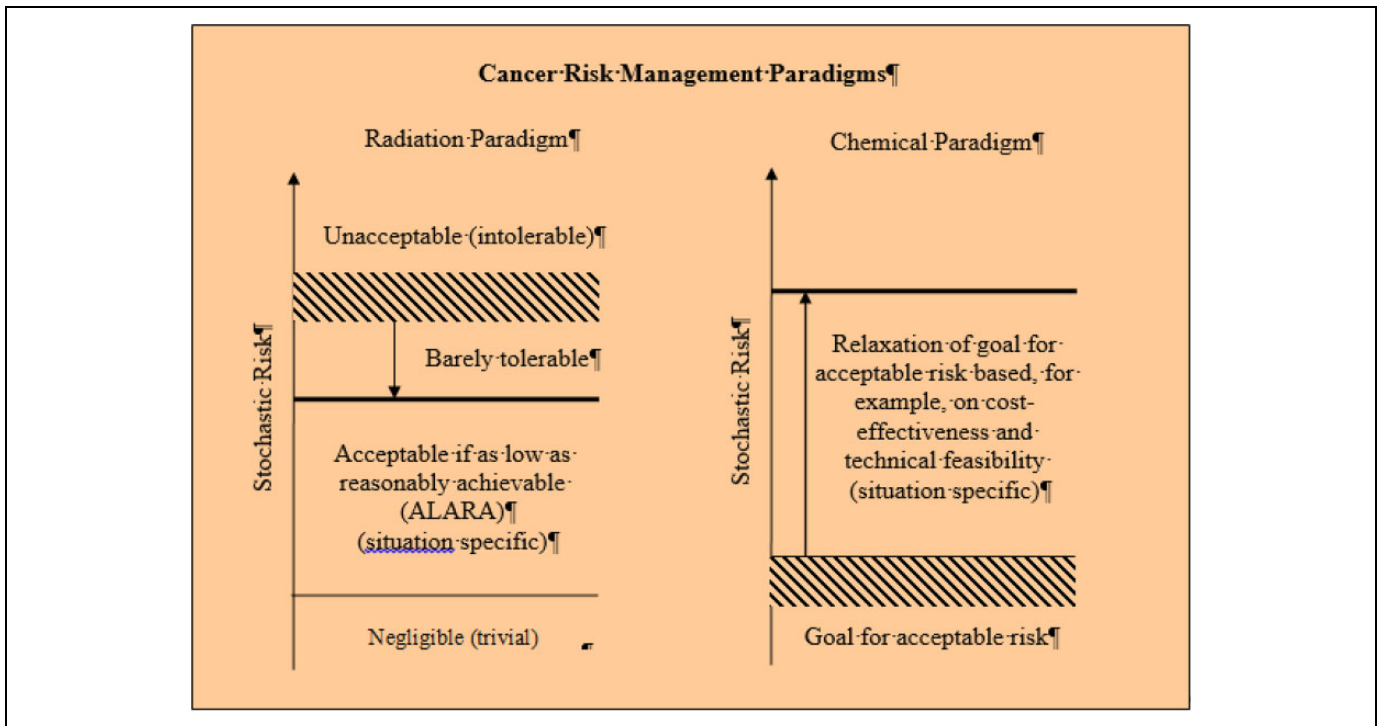 Cancer·Risk·Management·Paradigms¶
Radiation·Paradigm¶
Stochastic·Risk¶
Unacceptable·(intolerable)¶
Barely·tolerable¶
Acceptable·if·as·low·as·
reasonably·achievable·
(ALARA)¶
(situation·specific)¶
Negligible (trivial) ¶
Chemical·Paradigm¶
Stochastic·Risk¶
Relaxation·of·goal·for·
acceptable·risk·based,·for·
example,·on·cost-
effectiveness·and·
technical·feasibility·
(situation·specific)¶
Goal·for·acceptable·risk¶